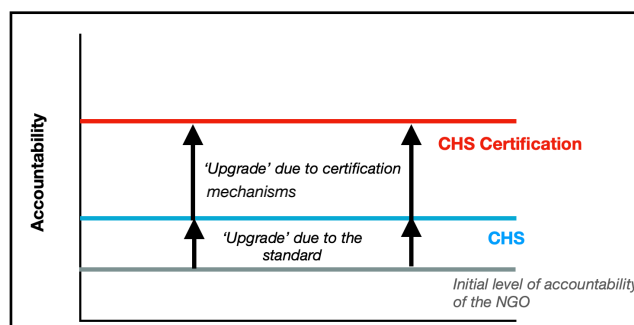 Accountability
CHS Certification
‘Upgrade’ due to certification
mechanisms
‘Upgrade’ due to the
standard
CHS
Initial level of accountability
of the NGO